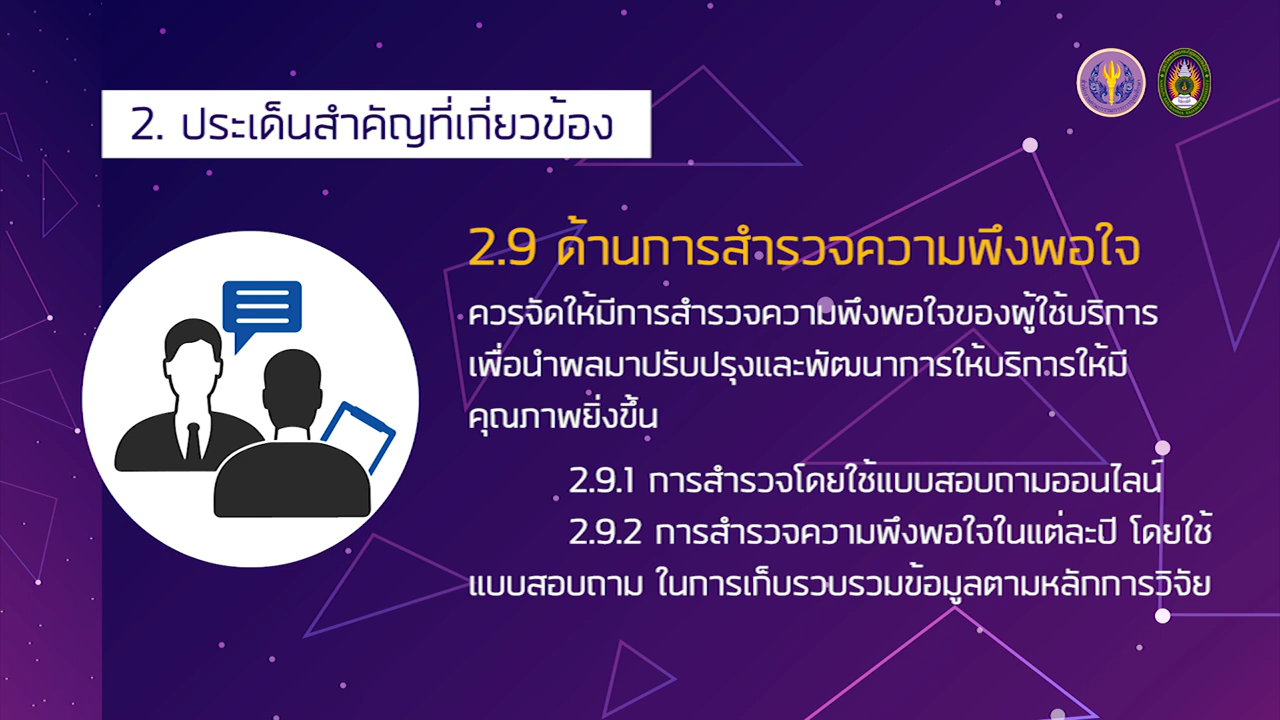 2. ประเด็นสำคัญที่เกี่ยวข้อง
2.9 ด้านการสำรวจความพึงพอใจ
ควรจัดให้มีการสำรวจความพึงพอใจของผู้ใช้บริการ
เพื่อนำผลมาปรับปรุงและพัฒนาการให้บริการให้มี
คุณภาพยิ่งขึ้น
2.9.1 การสำรวจโดยใช้แบบสอบถามออนไลน์
2.9.2 การสำรวจความพึงพอใจในแต่ละปี โดยใช้
แบบสอบถาม ในการเก็บรวบรวมข้อมูลตามหลักการวิจัย